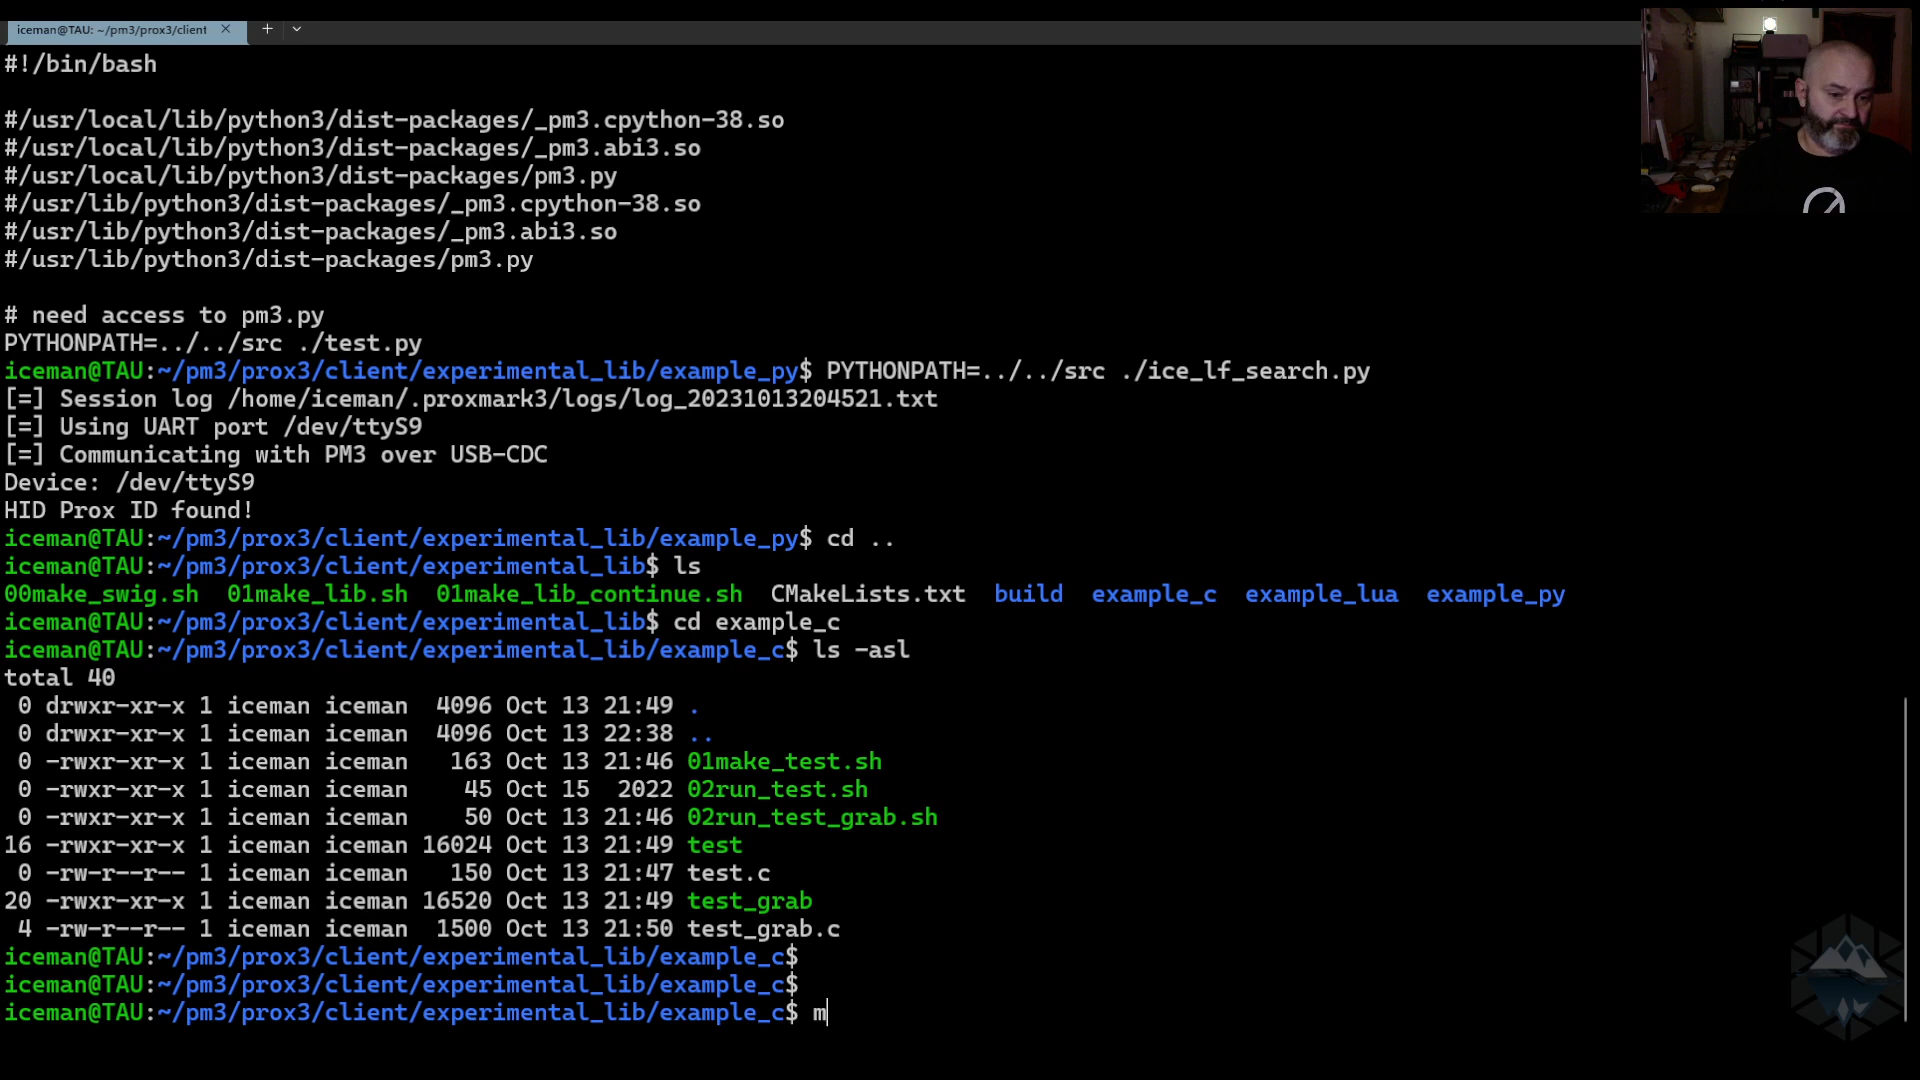 iceman@TAU: ~/pm3/prox3/client
#!/bin/bash
#/usr/local/lib/python3/dist-packages/_pm3.cpython-38.so
#/usr/local/lib/python3/dist-packages/_pm3.abi3.so
#/usr/local/lib/python3/dist-packages/pm3.py
#/usr/lib/python3/dist-packages/_pm3.cpython-38.so
#/usr/lib/python3/dist-packages/_pm3.abi3.so
#/usr/lib/python3/dist-packages/pm3.py
# need access to pm3.py
PYTHONPATH=../../src ./test.py
iceman@TAU:~/pm3/prox3/client/experimental_lib/example_py$ PYTHONPATH=../../src ./ice_lf_search.py
[=] Session log /home/iceman/.proxmark3/logs/log_20231013204521.txt
[=] Using UART port /dev/ttyS9
[=] Communicating with PM3 over USB-CDC
Device: /dev/ttyS9
HID Prox ID found!
iceman@TAU:~/pm3/prox3/client/experimental_lib/example_py$ cd ..
iceman@TAU:~/pm3/prox3/client/experimental_lib$ ls
00make_swig.sh  01make_lib.sh  01make_lib_continue.sh  CMakeLists.txt  build  example_c  example_lua  example_py
iceman@TAU:~/pm3/prox3/client/experimental_lib$ cd example_c
iceman@TAU:~/pm3/prox3/client/experimental_lib/example_c$ ls -asl
total 40
 0 drwxr-xr-x 1 iceman iceman  4096 Oct 13 21:49 .
 0 drwxr-xr-x 1 iceman iceman  4096 Oct 13 22:38 ..
 0 -rwxr-xr-x 1 iceman iceman   163 Oct 13 21:46 01make_test.sh
 0 -rwxr-xr-x 1 iceman iceman    45 Oct 15  2022 02run_test.sh
 0 -rwxr-xr-x 1 iceman iceman    50 Oct 13 21:46 02run_test_grab.sh
16 -rwxr-xr-x 1 iceman iceman 16024 Oct 13 21:49 test
 0 -rw-r--r-- 1 iceman iceman   150 Oct 13 21:47 test.c
20 -rwxr-xr-x 1 iceman iceman 16520 Oct 13 21:49 test_grab
 4 -rw-r--r-- 1 iceman iceman  1500 Oct 13 21:50 test_grab.c
iceman@TAU:~/pm3/prox3/client/experimental_lib/example_c$
iceman@TAU:~/pm3/prox3/client/experimental_lib/example_c$
iceman@TAU:~/pm3/prox3/client/experimental_lib/example_c$ m